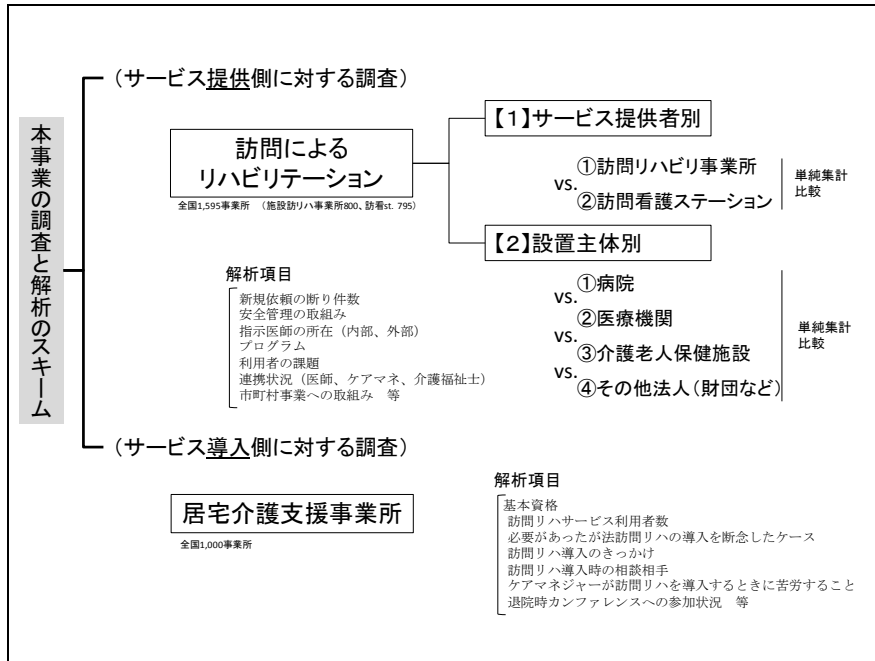 本事業の調査と解析のスキーム
（サービス提供側に対する調査）
訪問による
リハビリテーション
全国1,595事業所　（施設訪リハ事業所800、訪看st. 795）
【1】サービス提供者別
①訪問リハビリ事業所
vs.
②訪問看護ステーション
単純集計
比較
【2】設置主体別
①病院
vs.
②医療機関
vs.
③介護老人保健施設
vs.
④その他法人（財団など）
単純集計
比較
解析項目
新規依頼の断り件数
安全管理の取組み
指示医師の所在（内部、外部）
プログラム
利用者の課題
連携状況（医師、ケアマネ、介護福祉士）
市町村事業への取組み　等
（サービス導入側に対する調査）
居宅介護支援事業所
全国1,000事業所
解析項目
基本資格
訪問リハサービス利用者数
必要があったが法訪問リハの導入を断念したケース
訪問リハ導入のきっかけ
訪問リハ導入時の相談相手
ケアマネジャーが訪問リハを導入するときに苦労すること
退院時カンファレンスへの参加状況　等